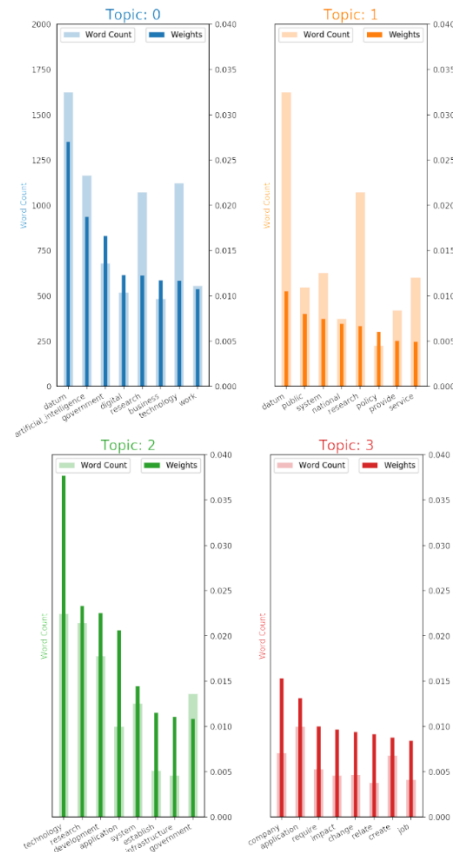 Topic: 0
Word Count
Weights
2000
1750
1500
1250
1000
750
500
250
0
Word Count
0.040
0.035
0.030
0.025
0.020
0.015
0.010
0.005
0.000
datum
artificial_intelligence
government
digital
research
business
technology
work
Topic: 1
Word Count
Weights
Word Count
0.040
0.035
0.030
0.025
0.020
0.015
0.010
0.005
0.000
datum
public
system
national
research
policy
provide
service
Topic: 2
Word Count
Weights
Word Count
0.040
0.035
0.030
0.025
0.020
0.015
0.010
0.005
0.000
technology
research
development
application
system
establish
infrastructure
government
Topic: 3
Word Count
Weights
Word Count
0.040
0.035
0.030
0.025
0.020
0.015
0.010
0.005
0.000
company
application
require
impact
change
relate
create
job